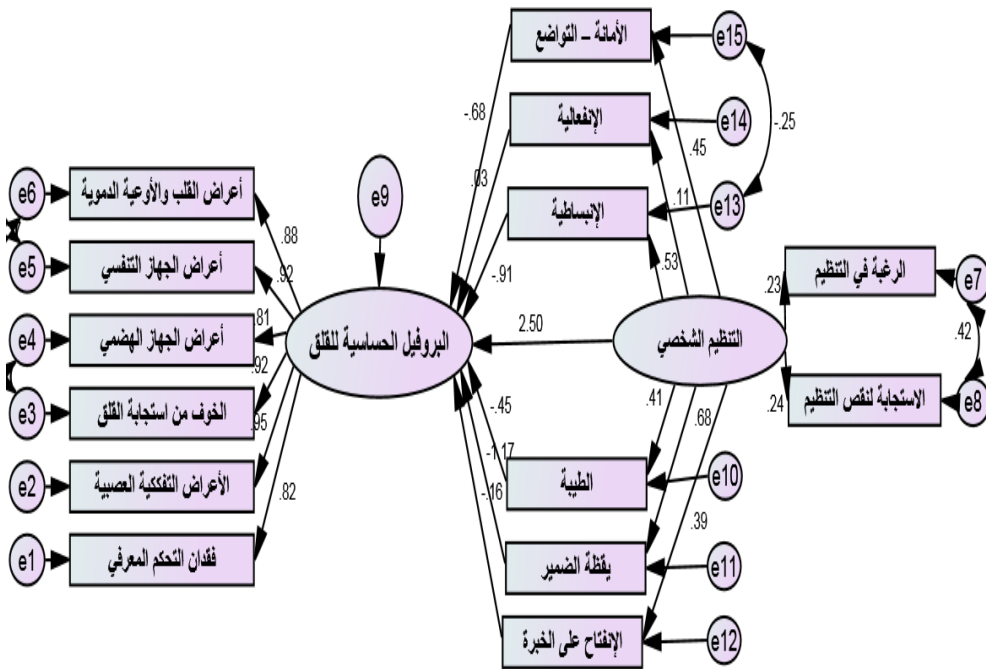 الأمانة – التواضع
e15
-.25
-.68
الإنفعالية
e14
.45
.03
.11
أعراض القلب والأوعية الدموية
e6
e9
الإنبساطية
e13
.88
-.91
.53
أعراض الجهاز التنفسي
e5
.92
الرغبة في التنظيم
e7
.23
.81
أعراض الجهاز الهضمي
e4
البروفيل الحساسية للقلق
2.50
التنظيم الشخصي
.42
.92
الخوف من استجابة القلق
e3
.95
-.45
.41
.68
.24
الاستجابة لنقص التنظيم
e8
-1.17
-.16
الأعراض التفككية العصبية
e2
.82
الطيبة
e10
.39
فقدان التحكم المعرفي
e1
يقظة الضمير
e11
الإنفتاح على الخبرة
e12